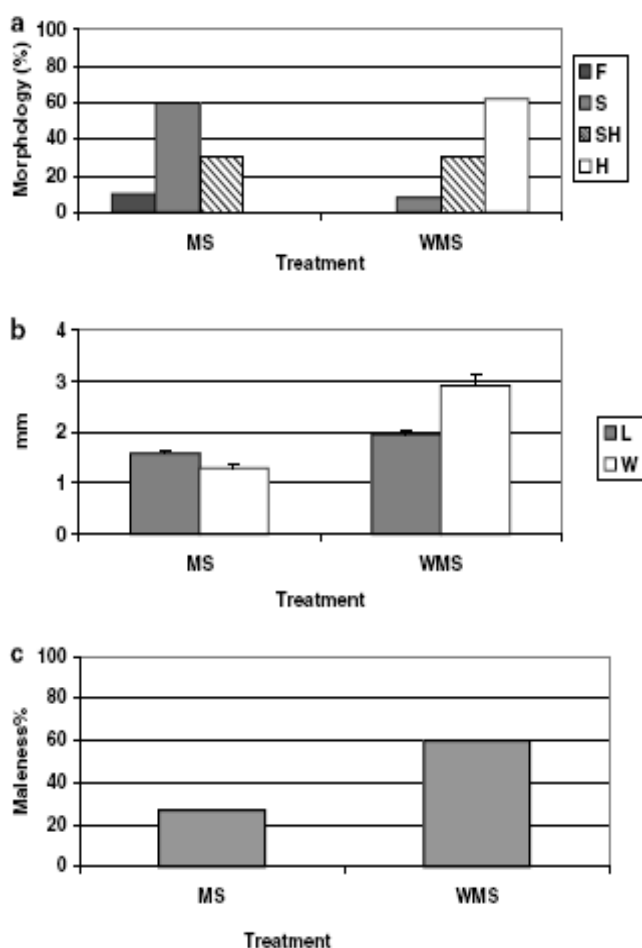 a
Morphology (%)
100
80
60
40
20
0
MS
WMS
Treatment
F
S
SH
H
b
mm
4
3
2
1
0
MS
WMS
Treatment
L
W
c
Maleness%
100
80
60
40
20
0
MS
WMS
Treatment